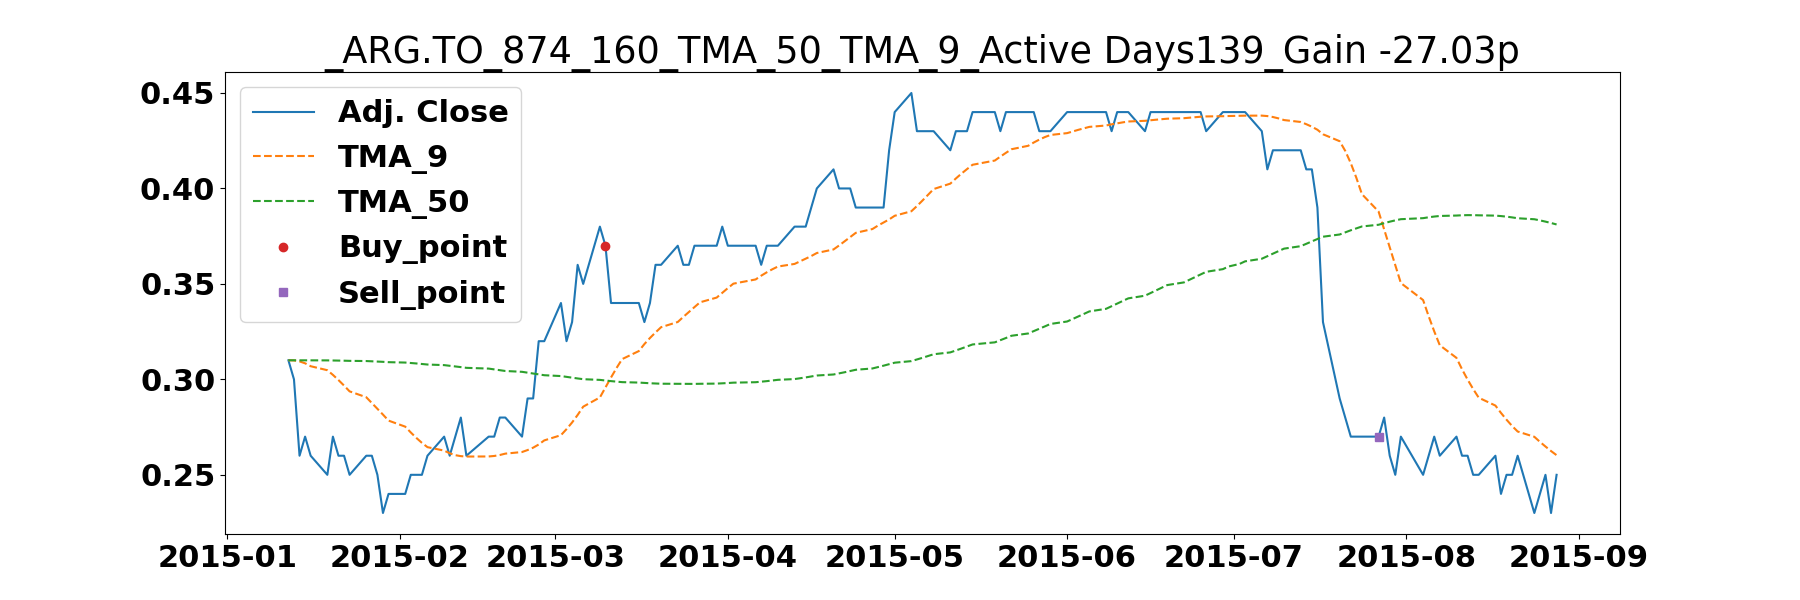 _ARG.TO_874_160_TMA_50_TMA_9_Active Days139_Gain -27.03p
0.45
0.40
0.35
0.30
0.25
Adj. Close
TMA_9
TMA_50
Buy_point
Sell_point
2015-01 2015-02 2015-03 2015-04 2015-05 2015-06 2015-07 2015-08 2015-09